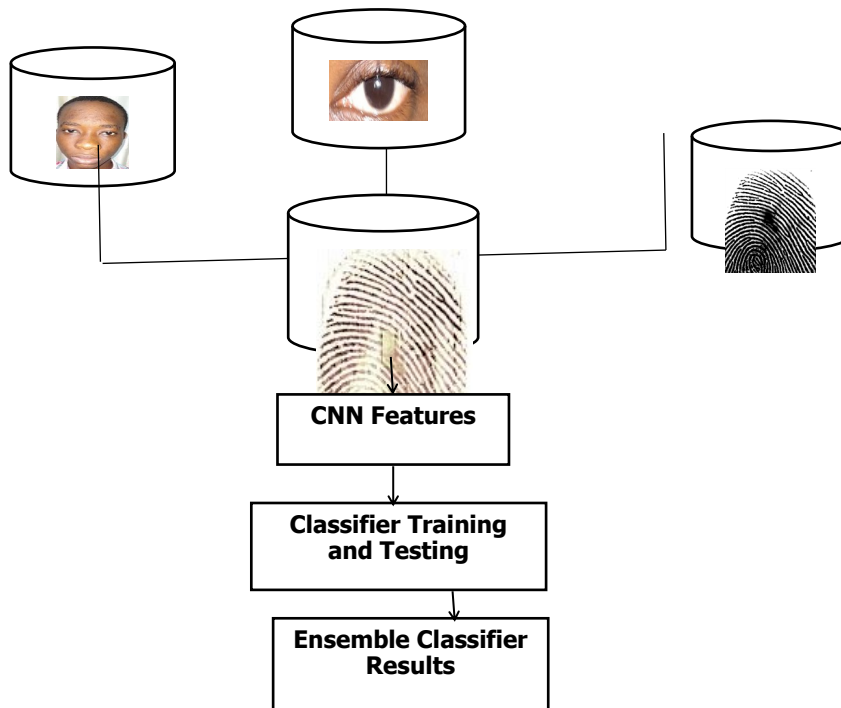 CNN Features
Classifier Training
and Testing
Ensemble Classifier
Results